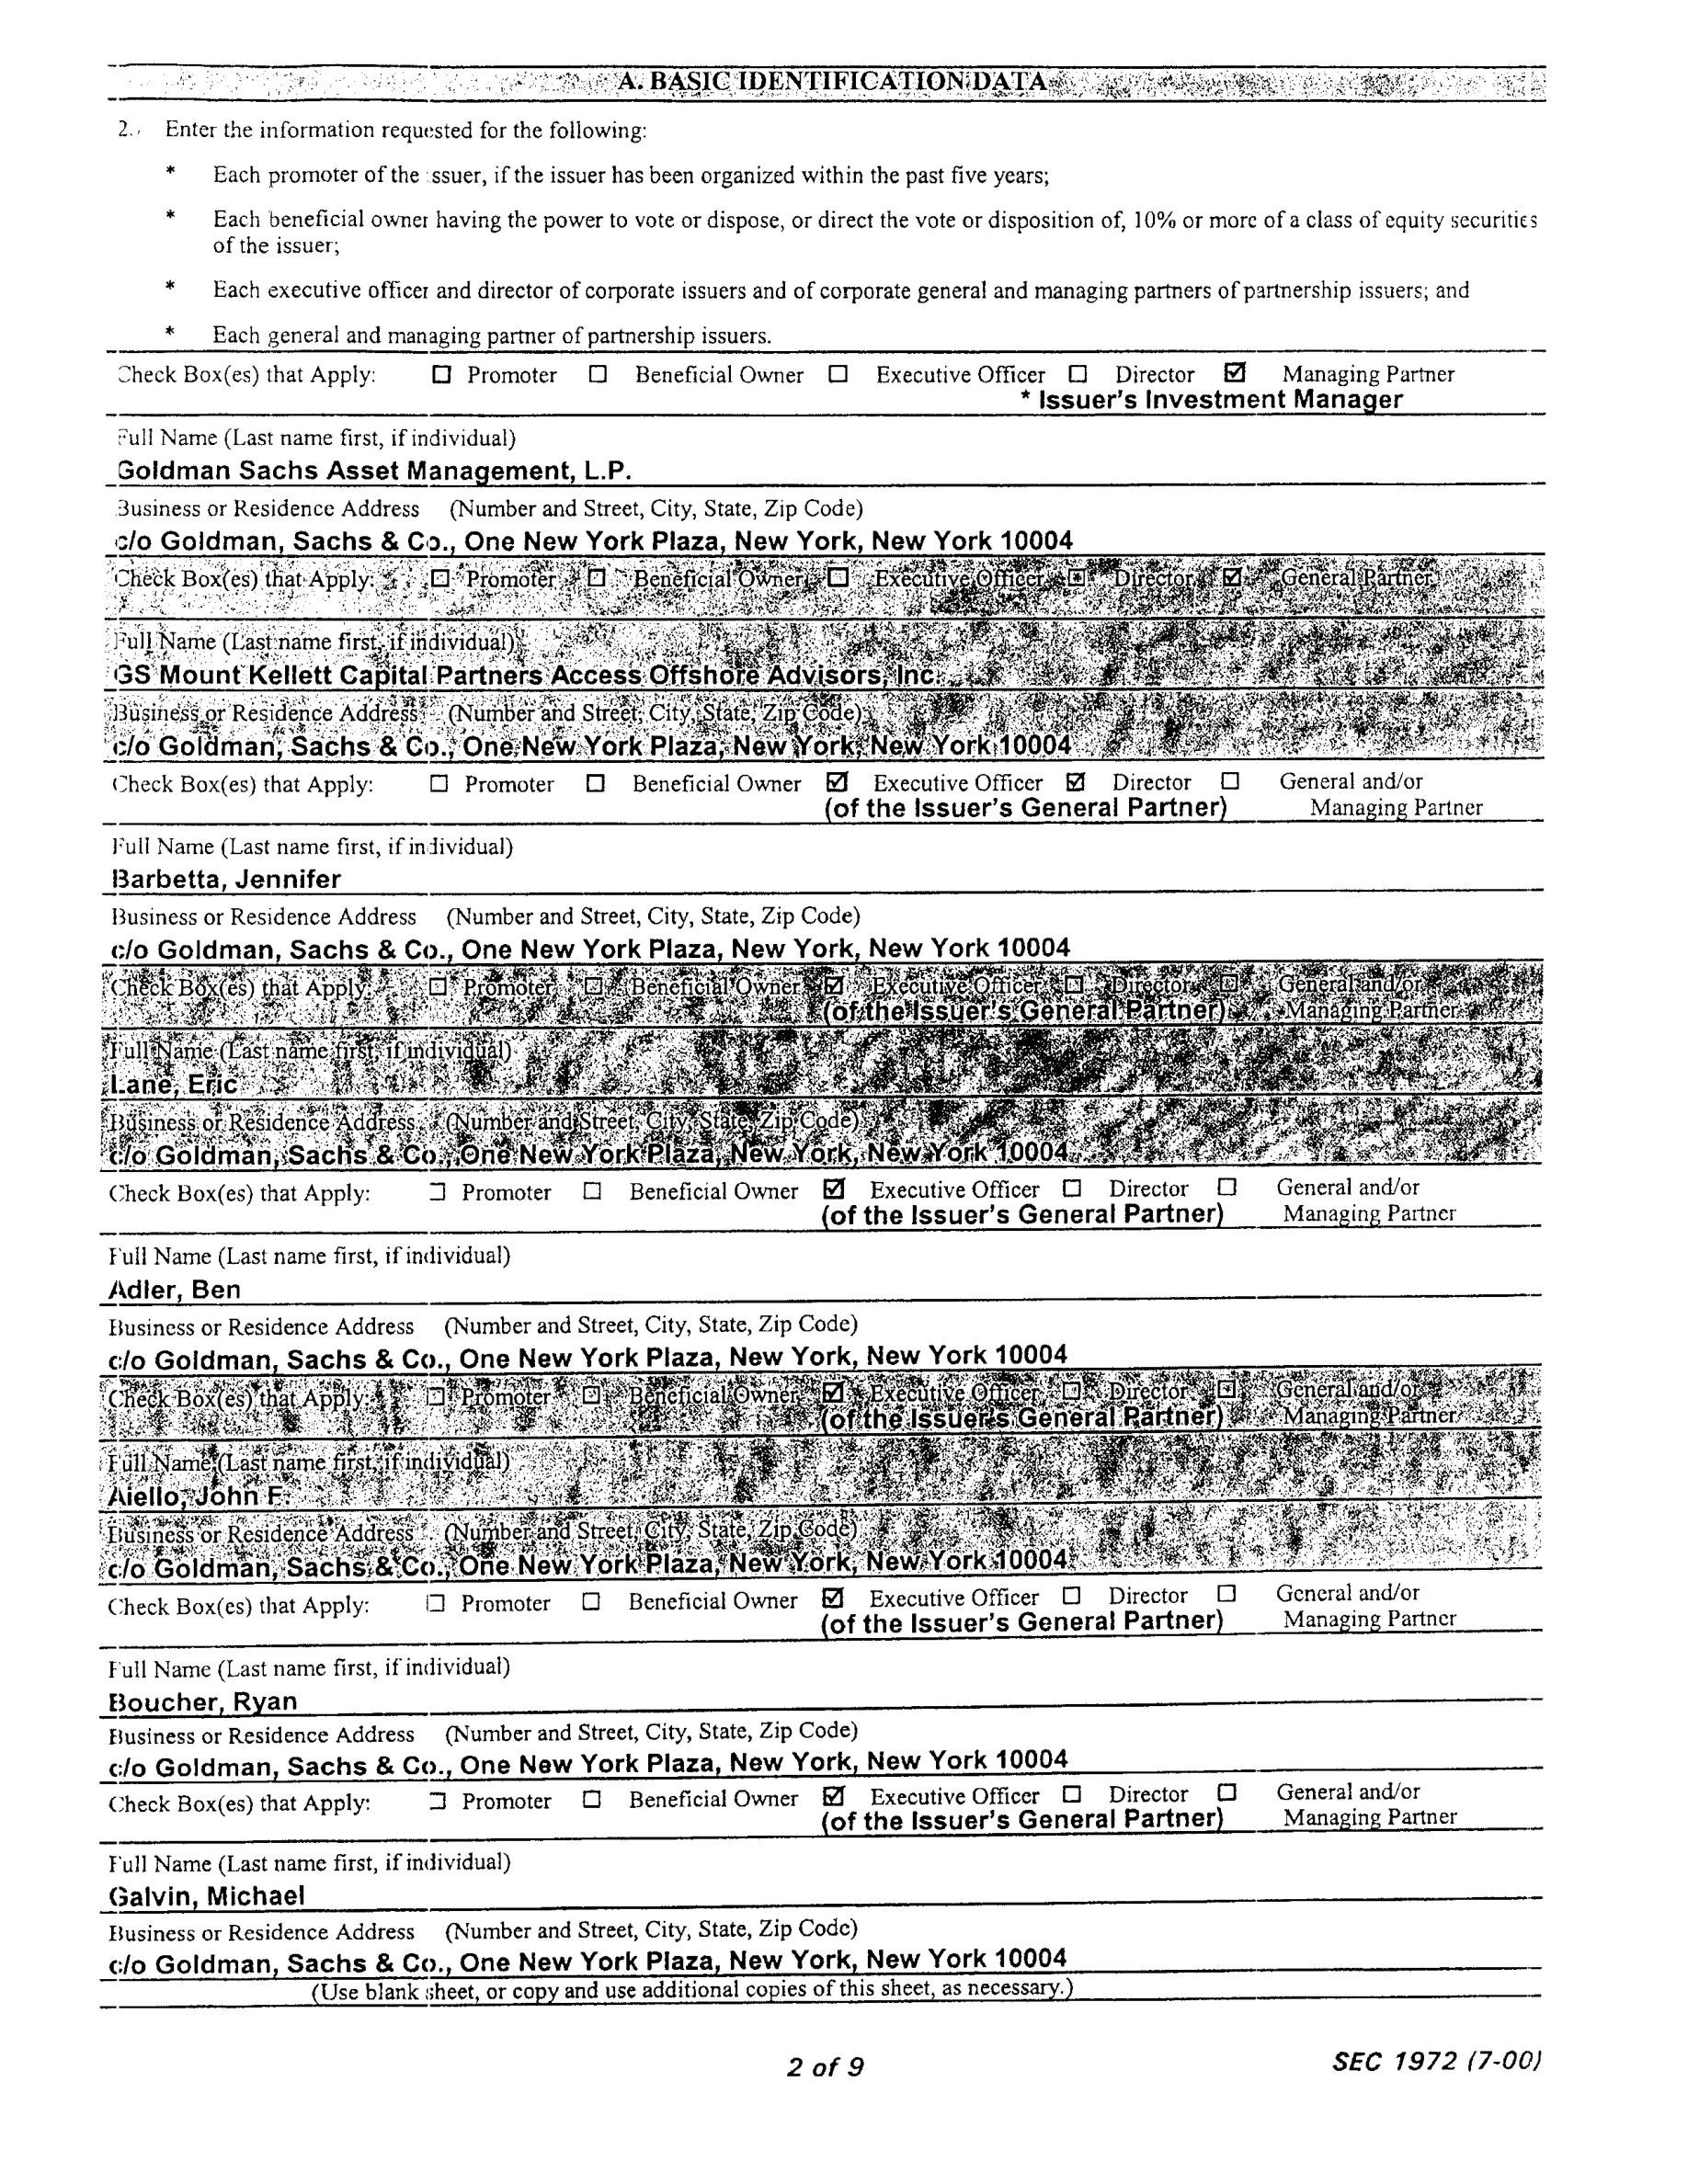 A. BASIC IDENTIFICATION DATA
2. Enter the information requested for the following:
* Each promoter of the issuer, if the issuer has been organized within the past five years;
* Each beneficial owner having the power to vote or dispose, or direct the vote or disposition of, 10% or more of a class of equity securities
of the issuer;
* Each executive officer and director of corporate issuers and of corporate general and managing partners of partnership issuers; and
* Each general and managing partner of partnership issuers.
Check Box(es) that Apply: ☐ Promoter ☐ Beneficial Owner ☐ Executive Officer ☐ Director ☑ Managing Partner
* Issuer's Investment Manager
Full Name (Last name first, if individual)
Goldman Sachs Asset Management, L.P.
Business or Residence Address (Number and Street, City, State, Zip Code)
c/o Goldman, Sachs & Co., One New York Plaza, New York, New York 10004
Check Box(es) that Apply: ☐ Promoter ☐ Beneficial Owner ☐ Executive Officer ☐ Director ☑ General Partner
Full Name (Last name first, if individual)
GS Mount Kellett Capital Partners Access Offshore Advisors, Inc.
Business or Residence Address (Number and Street, City, State, Zip Code)
c/o Goldman, Sachs & Co., One New York Plaza, New York, New York 10004
Check Box(es) that Apply: ☐ Promoter ☐ Beneficial Owner ☑ Executive Officer ☑ Director ☐ General and/or
(of the Issuer's General Partner) Managing Partner
Full Name (Last name first, if individual)
Barbetta, Jennifer
Business or Residence Address (Number and Street, City, State, Zip Code)
c/o Goldman, Sachs & Co., One New York Plaza, New York, New York 10004
Check Box(es) that Apply: ☐ Promoter ☐ Beneficial Owner ☑ Executive Officer ☐ Director ☐ General and/or
(of the Issuer's General Partner) Managing Partner
Full Name (Last name first, if individual)
Lane, Eric
Business or Residence Address (Number and Street, City, State, Zip Code)
c/o Goldman, Sachs & Co., One New York Plaza, New York, New York 10004
Check Box(es) that Apply: ☐ Promoter ☐ Beneficial Owner ☑ Executive Officer ☐ Director ☐ General and/or
(of the Issuer's General Partner) Managing Partner
Full Name (Last name first, if individual)
Adler, Ben
Business or Residence Address (Number and Street, City, State, Zip Code)
c/o Goldman, Sachs & Co., One New York Plaza, New York, New York 10004
Check Box(es) that Apply: ☐ Promoter ☐ Beneficial Owner ☑ Executive Officer ☐ Director ☐ General and/or
(of the Issuer's General Partner) Managing Partner
Full Name (Last name first, if individual)
Aiello, John F.
Business or Residence Address (Number and Street, City, State, Zip Code)
c/o Goldman, Sachs & Co., One New York Plaza, New York, New York 10004
Check Box(es) that Apply: ☐ Promoter ☐ Beneficial Owner ☑ Executive Officer ☐ Director ☐ General and/or
(of the Issuer's General Partner) Managing Partner
Full Name (Last name first, if individual)
Boucher, Ryan
Business or Residence Address (Number and Street, City, State, Zip Code)
c/o Goldman, Sachs & Co., One New York Plaza, New York, New York 10004
Check Box(es) that Apply: ☐ Promoter ☐ Beneficial Owner ☑ Executive Officer ☐ Director ☐ General and/or
(of the Issuer's General Partner) Managing Partner
Full Name (Last name first, if individual)
Galvin, Michael
Business or Residence Address (Number and Street, City, State, Zip Code)
c/o Goldman, Sachs & Co., One New York Plaza, New York, New York 10004
(Use blank sheet, or copy and use additional copies of this sheet, as necessary.)
2 of 9
SEC 1972 (7-00)